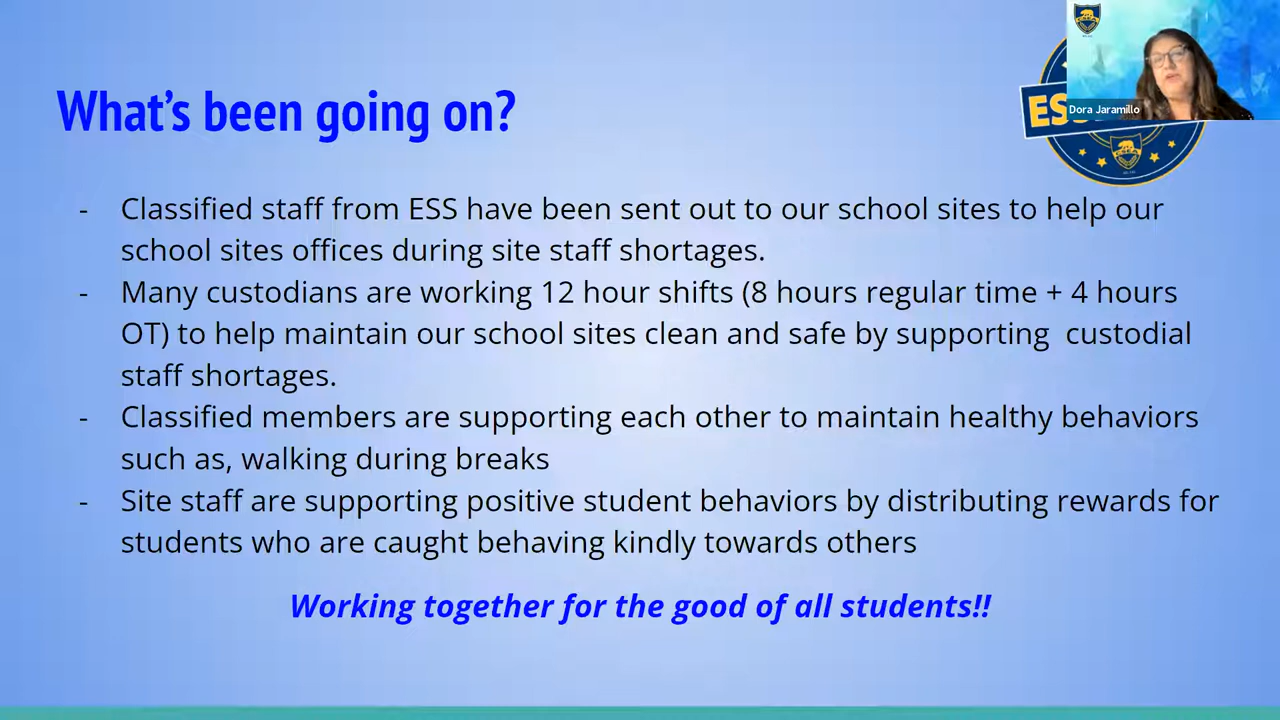 What's been going on?
Dora Jaramillo
- Classified staff from ESS have been sent out to our school sites to help our
school sites offices during site staff shortages.
- Many custodians are working 12 hour shifts (8 hours regular time + 4 hours
OT) to help maintain our school sites clean and safe by supporting  custodial
staff shortages.
- Classified members are supporting each other to maintain healthy behaviors
such as, walking during breaks
- Site staff are supporting positive student behaviors by distributing rewards for
students who are caught behaving kindly towards others
Working together for the good of all students!!